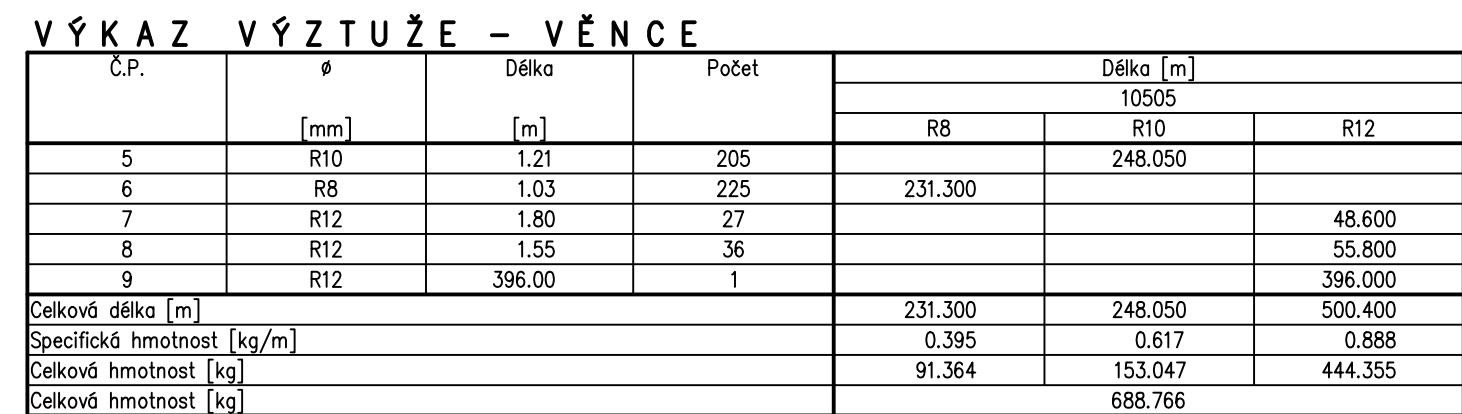 VÝKAZ VÝZTUŽE – VĚNCE
Č.P. ø Délka Počet Délka [m]
10505
[mm] [m] R8 R10 R12
5 R10 1.21 205 248.050
6 R8 1.03 225 231.300
7 R12 1.80 27 48.600
8 R12 1.55 36 55.800
9 R12 396.00 1 396.000
Celková délka [m] 231.300 248.050 500.400
Specifická hmotnost [kg/m] 0.395 0.617 0.888
Celková hmotnost [kg] 91.364 153.047 444.355
Celková hmotnost [kg] 688.766